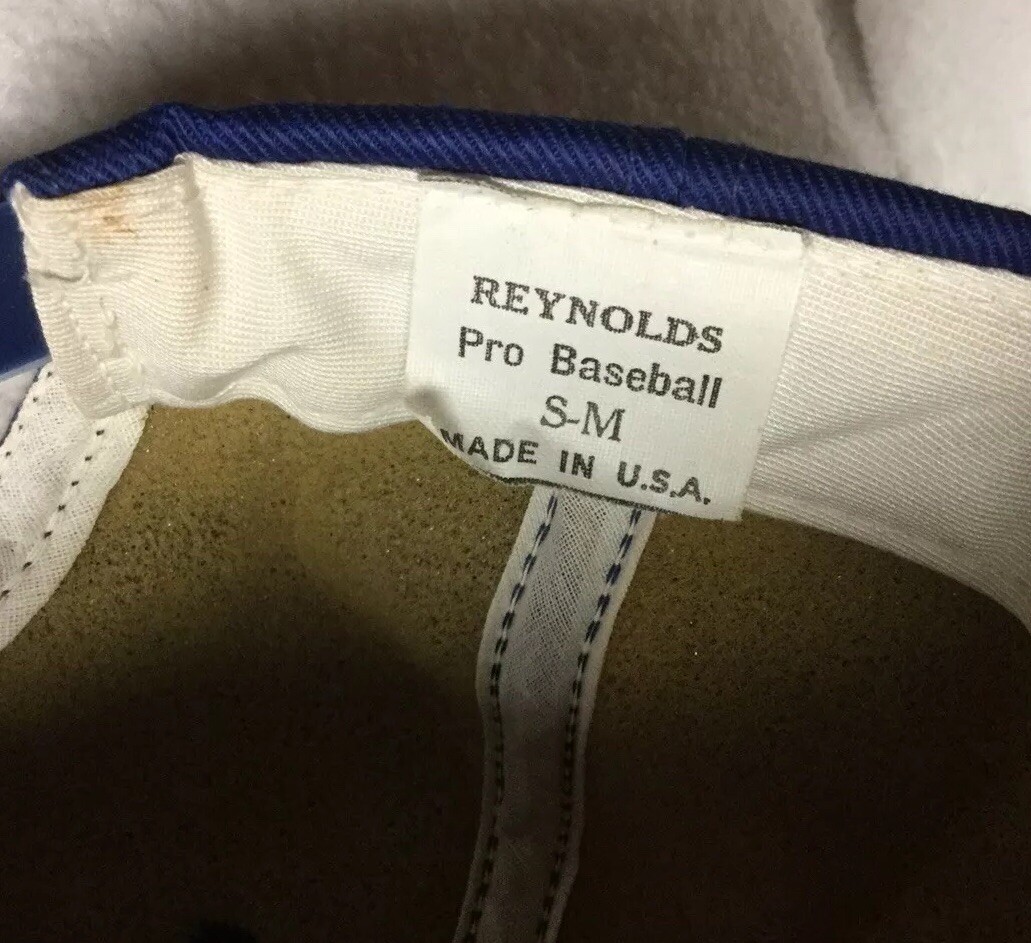 REYNOLDS
Pro Baseball
S-M
MADE IN U.S.A.